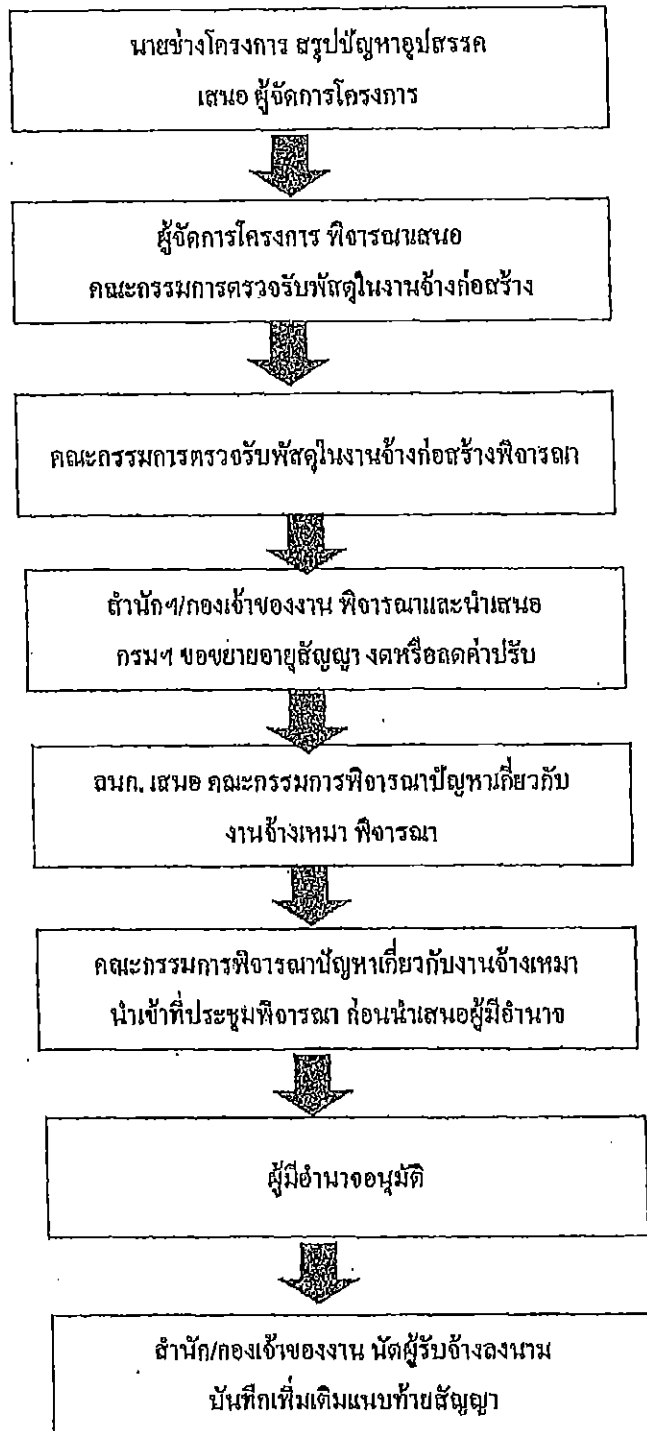 นายช่างโครงการ สรุปปัญหาอุปสรรค
เสนอ ผู้จัดการโครงการ
ผู้จัดการโครงการ พิจารณาเสนอ
คณะกรรมการตรวจรับพัสดุในงานจ้างก่อสร้าง
คณะกรรมการตรวจรับพัสดุในงานจ้างก่อสร้างพิจารณา
สำนักฯ/กองเจ้าของงาน พิจารณาและนำเสนอ
กรมฯ ขอขยายอายุสัญญา งดหรือลดค่าปรับ
ลนก. เสนอ คณะกรรมการพิจารณาปัญหาเกี่ยวกับ
งานจ้างเหมา พิจารณา
คณะกรรมการพิจารณาปัญหาเกี่ยวกับงานจ้างเหมา
นำเข้าที่ประชุมพิจารณา ก่อนนำเสนอผู้มีอำนาจ
ผู้มีอำนาจอนุมัติ
สำนัก/กองเจ้าของงาน นัดผู้รับจ้างลงนาม
บันทึกเพิ่มเติมแนบท้ายสัญญา